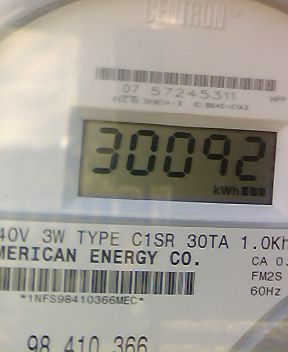 CENTRON®
07 57245311
30092
kWh
40V 3W TYPE C1SR 30TA 1.0Kh
MERICAN ENERGY CO.
CA 0.
FM2S
*1NFS98410366MEC*
60Hz
98 410 366